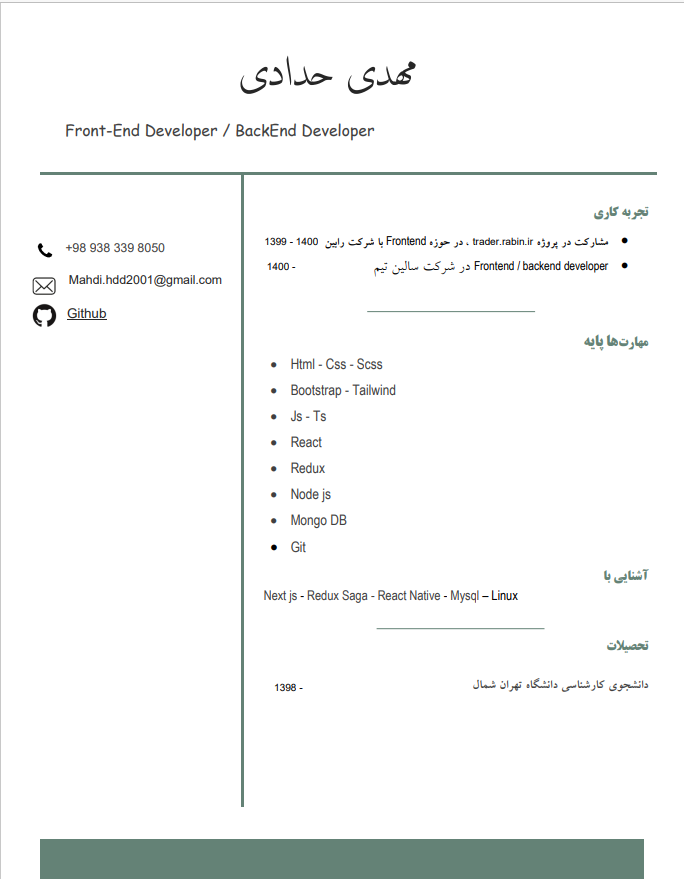 مهدی حدادی
Front-End Developer / BackEnd Developer
+98 938 339 8050
Mahdi.hdd2001@gmail.com
Github
تجربه کاری
مشارکت در پروژه trader.rabin.ir ، در حوزه Frontend با شرکت رابین 1400 - 1399
Frontend / backend developer در شرکت سالین تیم 1400 -
مهارت‌ها پایه
Html - Css - Scss
Bootstrap - Tailwind
Js - Ts
React
Redux
Node js
Mongo DB
Git
آشنایی با
Next js - Redux Saga - React Native - Mysql – Linux
تحصیلات
دانشجوی کارشناسی دانشگاه تهران شمال 1398 -